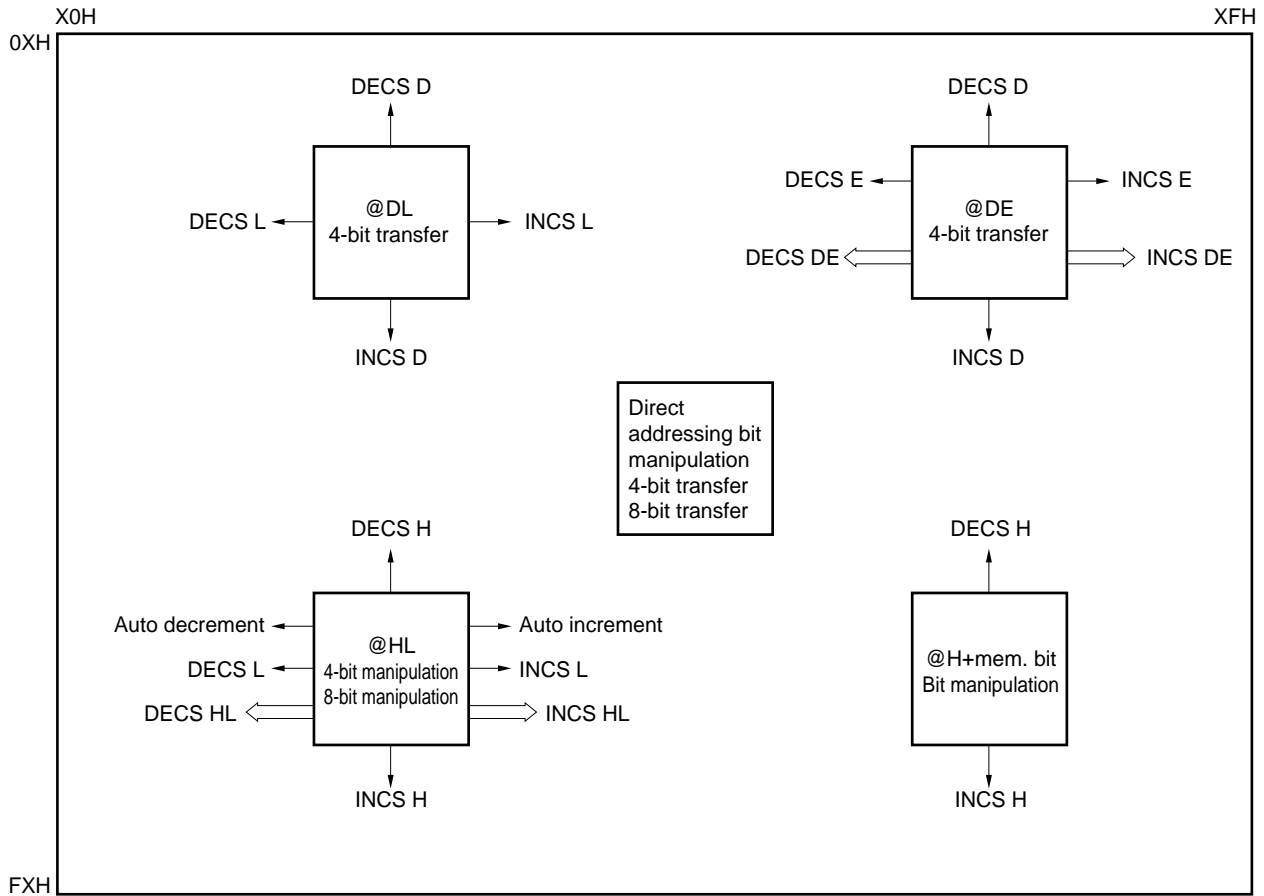 X0H
XFH
0XH
DECS D
DECS D
DECS E
INCS E
@DL
4-bit transfer
DECS L
INCS L
@DE
4-bit transfer
DECS DE
INCS DE
INCS D
INCS D
Direct
addressing bit
manipulation
4-bit transfer
8-bit transfer
DECS H
DECS H
Auto decrement
Auto increment
@HL
4-bit manipulation
8-bit manipulation
DECS L
INCS L
@H+mem. bit
Bit manipulation
DECS HL
INCS HL
INCS H
INCS H
FXH